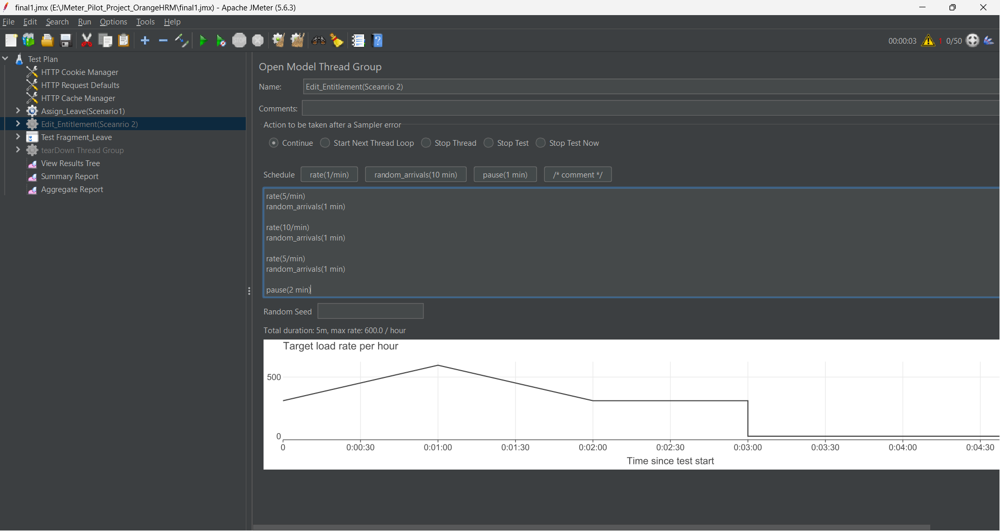 final1.jmx (E:\JMeter_Pilot_Project_OrangeHRM\final1.jmx) - Apache JMeter (5.6.3)
File Edit Search Run Options Tools Help
STOP
00:00:03 1 0/50
Test Plan
HTTP Cookie Manager
HTTP Request Defaults
HTTP Cache Manager
Assign_Leave(Scenario1)
Edit_Entitlement(Sceanrio 2)
Test Fragment_Leave
tearDown Thread Group
View Results Tree
Summary Report
Aggregate Report
Open Model Thread Group
Name: Edit_Entitlement(Sceanrio 2)
Comments:
Action to be taken after a Sampler error
Continue Start Next Thread Loop Stop Thread Stop Test Stop Test Now
Schedule rate(1/min) random_arrivals(10 min) pause(1 min) /* comment */
rate(5/min)
random_arrivals(1 min)
rate(10/min)
random_arrivals(1 min)
rate(5/min)
random_arrivals(1 min)
pause(2 min)
Random Seed
Total duration: 5m, max rate: 600.0 / hour
Target load rate per hour
500
0
0 0:00:30 0:01:00 0:01:30 0:02:00 0:02:30 0:03:00 0:03:30 0:04:00 0:04:30
Time since test start